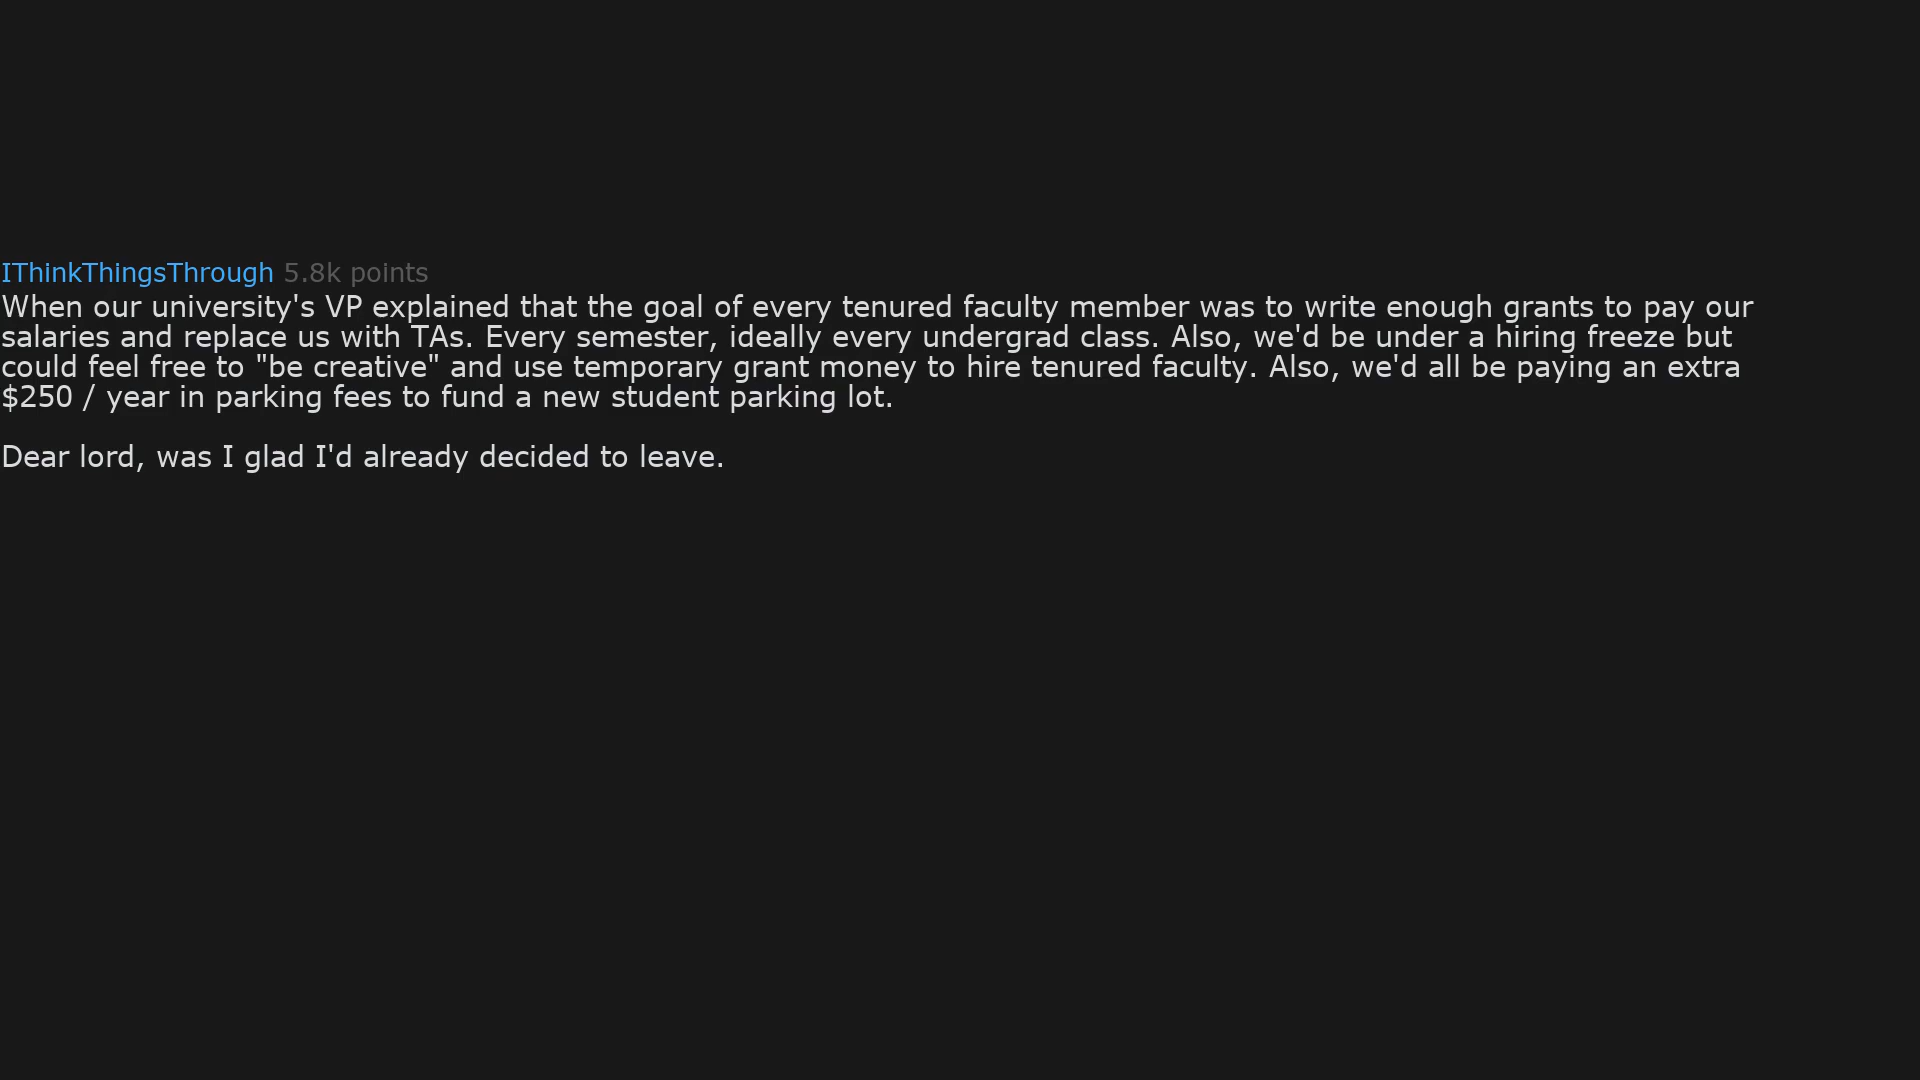 IThinkThingsThrough 5.8k points
When our university's VP explained that the goal of every tenured faculty member was to write enough grants to pay our
salaries and replace us with TAs. Every semester, ideally every undergrad class. Also, we'd be under a hiring freeze but
could feel free to "be creative" and use temporary grant money to hire tenured faculty. Also, we'd all be paying an extra
$250 / year in parking fees to fund a new student parking lot.
Dear lord, was I glad I'd already decided to leave.